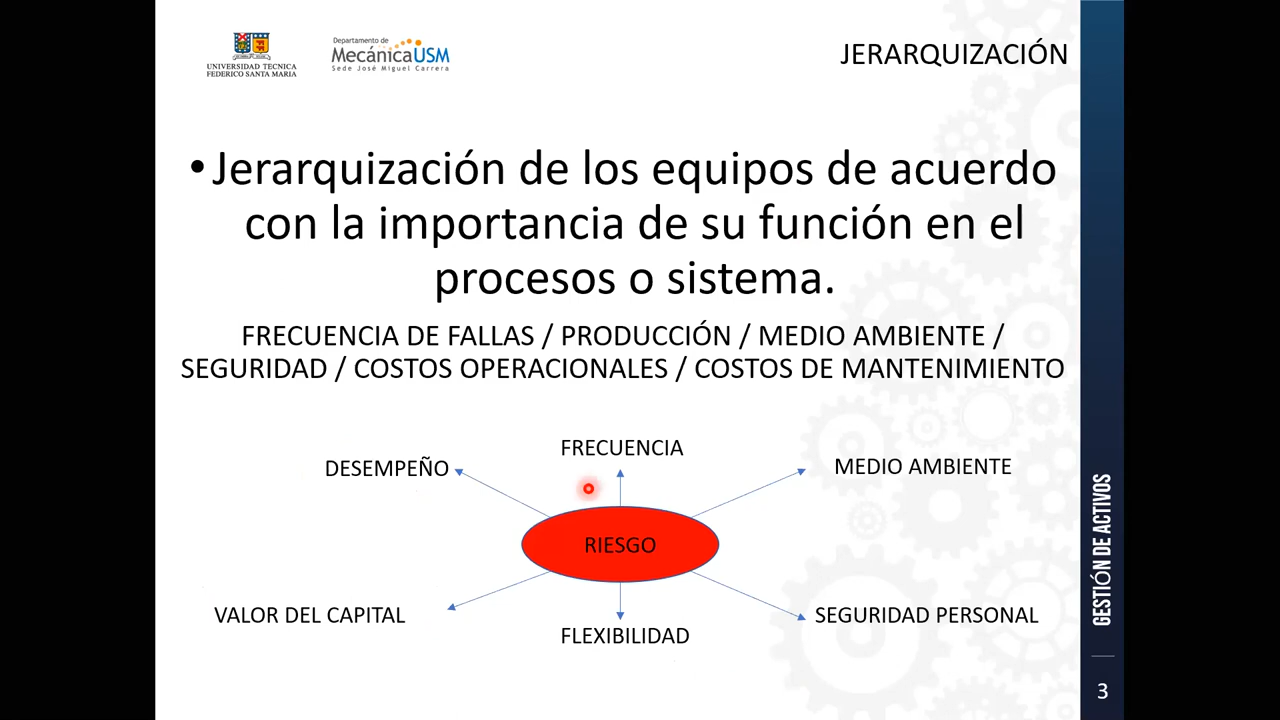 UNIVERSIDAD TECNICA
FEDERICO SANTA MARIA
Departamento de
MecánicaUSM
Sede José Miguel Carrera
JERARQUIZACIÓN
•Jerarquización de los equipos de acuerdo
con la importancia de su función en el
procesos o sistema.
FRECUENCIA DE FALLAS / PRODUCCIÓN / MEDIO AMBIENTE /
SEGURIDAD / COSTOS OPERACIONALES / COSTOS DE MANTENIMIENTO
FRECUENCIA
DESEMPEÑO
MEDIO AMBIENTE
RIESGO
VALOR DEL CAPITAL
SEGURIDAD PERSONAL
FLEXIBILIDAD
GESTIÓN DE ACTIVOS
3